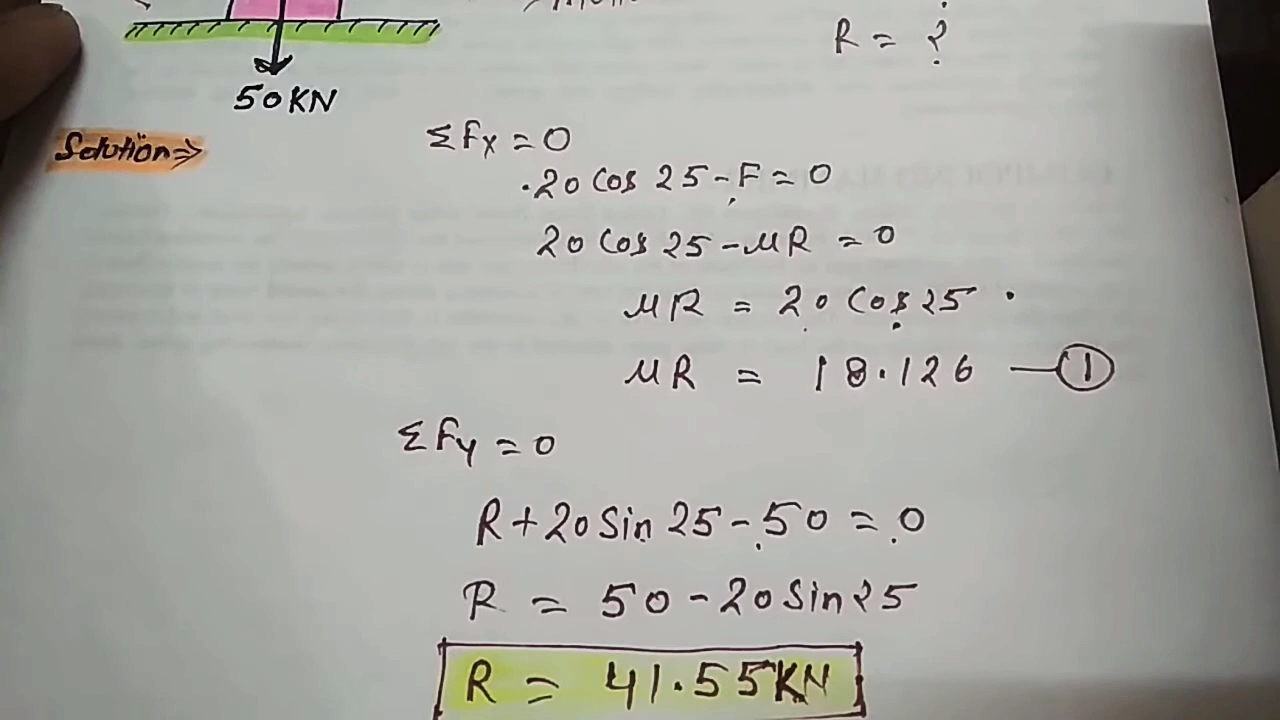 R = ?
50KN
Solution⇒
ΣFx = 0
20 Cos 25 - F = 0
20 Cos 25 - μR = 0
μR = 20 Cos 25
μR = 18.126 — ①
ΣFy = 0
R + 20 Sin 25 - 50 = 0
R = 50 - 20 Sin 25
R = 41.55KN